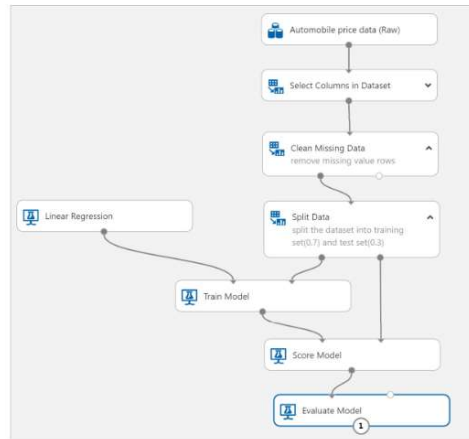 Automobile price data (Raw)
Select Columns in Dataset
Clean Missing Data
remove missing value rows
Linear Regression
Split Data
split the dataset into training
set(0.7) and test set(0.3)
Train Model
Score Model
Evaluate Model
1